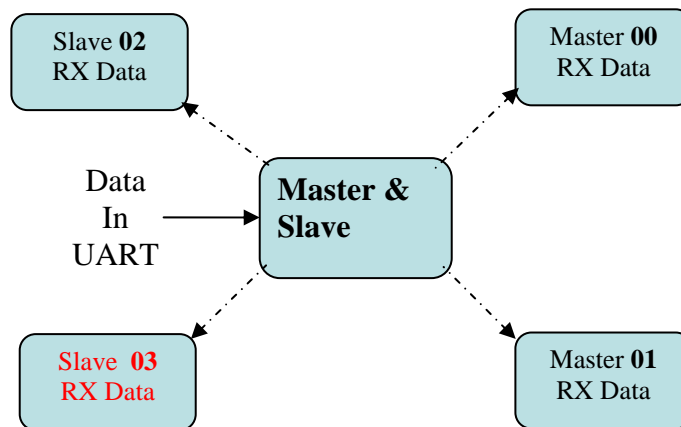 Slave 02
RX Data
Master 00
RX Data
Data
In
UART
Master &
Slave
Slave 03
RX Data
Master 01
RX Data